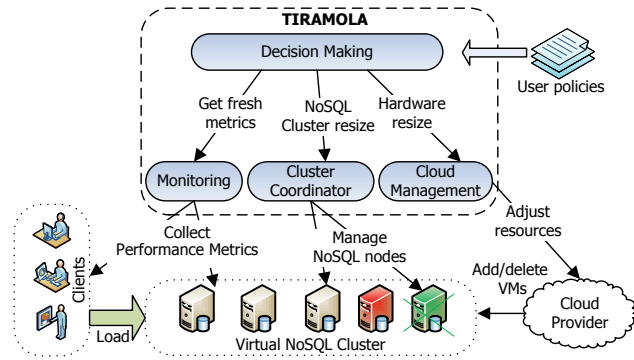 TIRAMOLA
Decision Making
User policies
Get fresh
metrics
NoSQL
Cluster resize
Hardware
resize
Monitoring
Cluster
Coordinator
Cloud
Management
Collect
Performance Metrics
Manage
NoSQL nodes
Adjust
resources
Clients
Add/delete
VMs
Cloud
Provider
Load
Virtual NoSQL Cluster